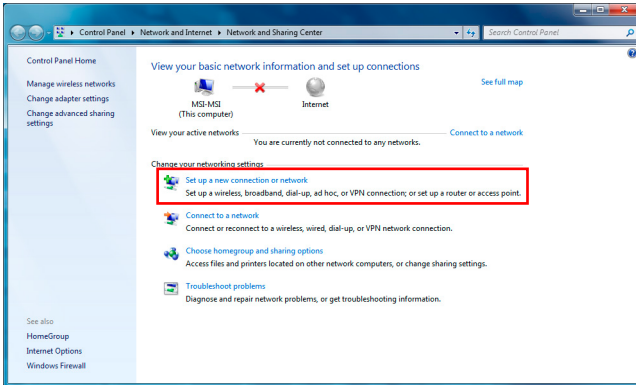 Control Panel ▸ Network and Internet ▸ Network and Sharing Center
Search Control Panel
Control Panel Home
Manage wireless networks
Change adapter settings
Change advanced sharing
settings
View your basic network information and set up connections
See full map
MSI-MSI
(This computer)
Internet
View your active networks
Connect to a network
You are currently not connected to any networks.
Change your networking settings
Set up a new connection or network
Set up a wireless, broadband, dial-up, ad hoc, or VPN connection; or set up a router or access point.
Connect to a network
Connect or reconnect to a wireless, wired, dial-up, or VPN network connection.
Choose homegroup and sharing options
Access files and printers located on other network computers, or change sharing settings.
Troubleshoot problems
Diagnose and repair network problems, or get troubleshooting information.
See also
HomeGroup
Internet Options
Windows Firewall